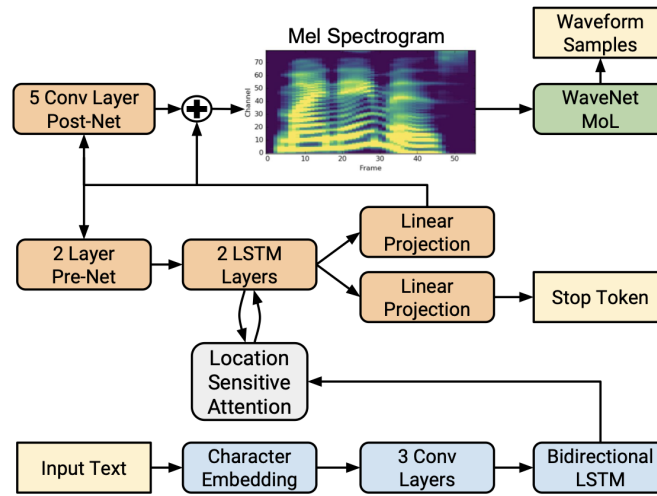 Waveform
Samples
Mel Spectrogram
5 Conv Layer
Post-Net
70
60
50
40
30
20
10
0
Channel
0
10
20
30
40
50
Frame
WaveNet
MoL
2 Layer
Pre-Net
2 LSTM
Layers
Linear
Projection
Linear
Projection
Stop Token
Location
Sensitive
Attention
Input Text
Character
Embedding
3 Conv
Layers
Bidirectional
LSTM